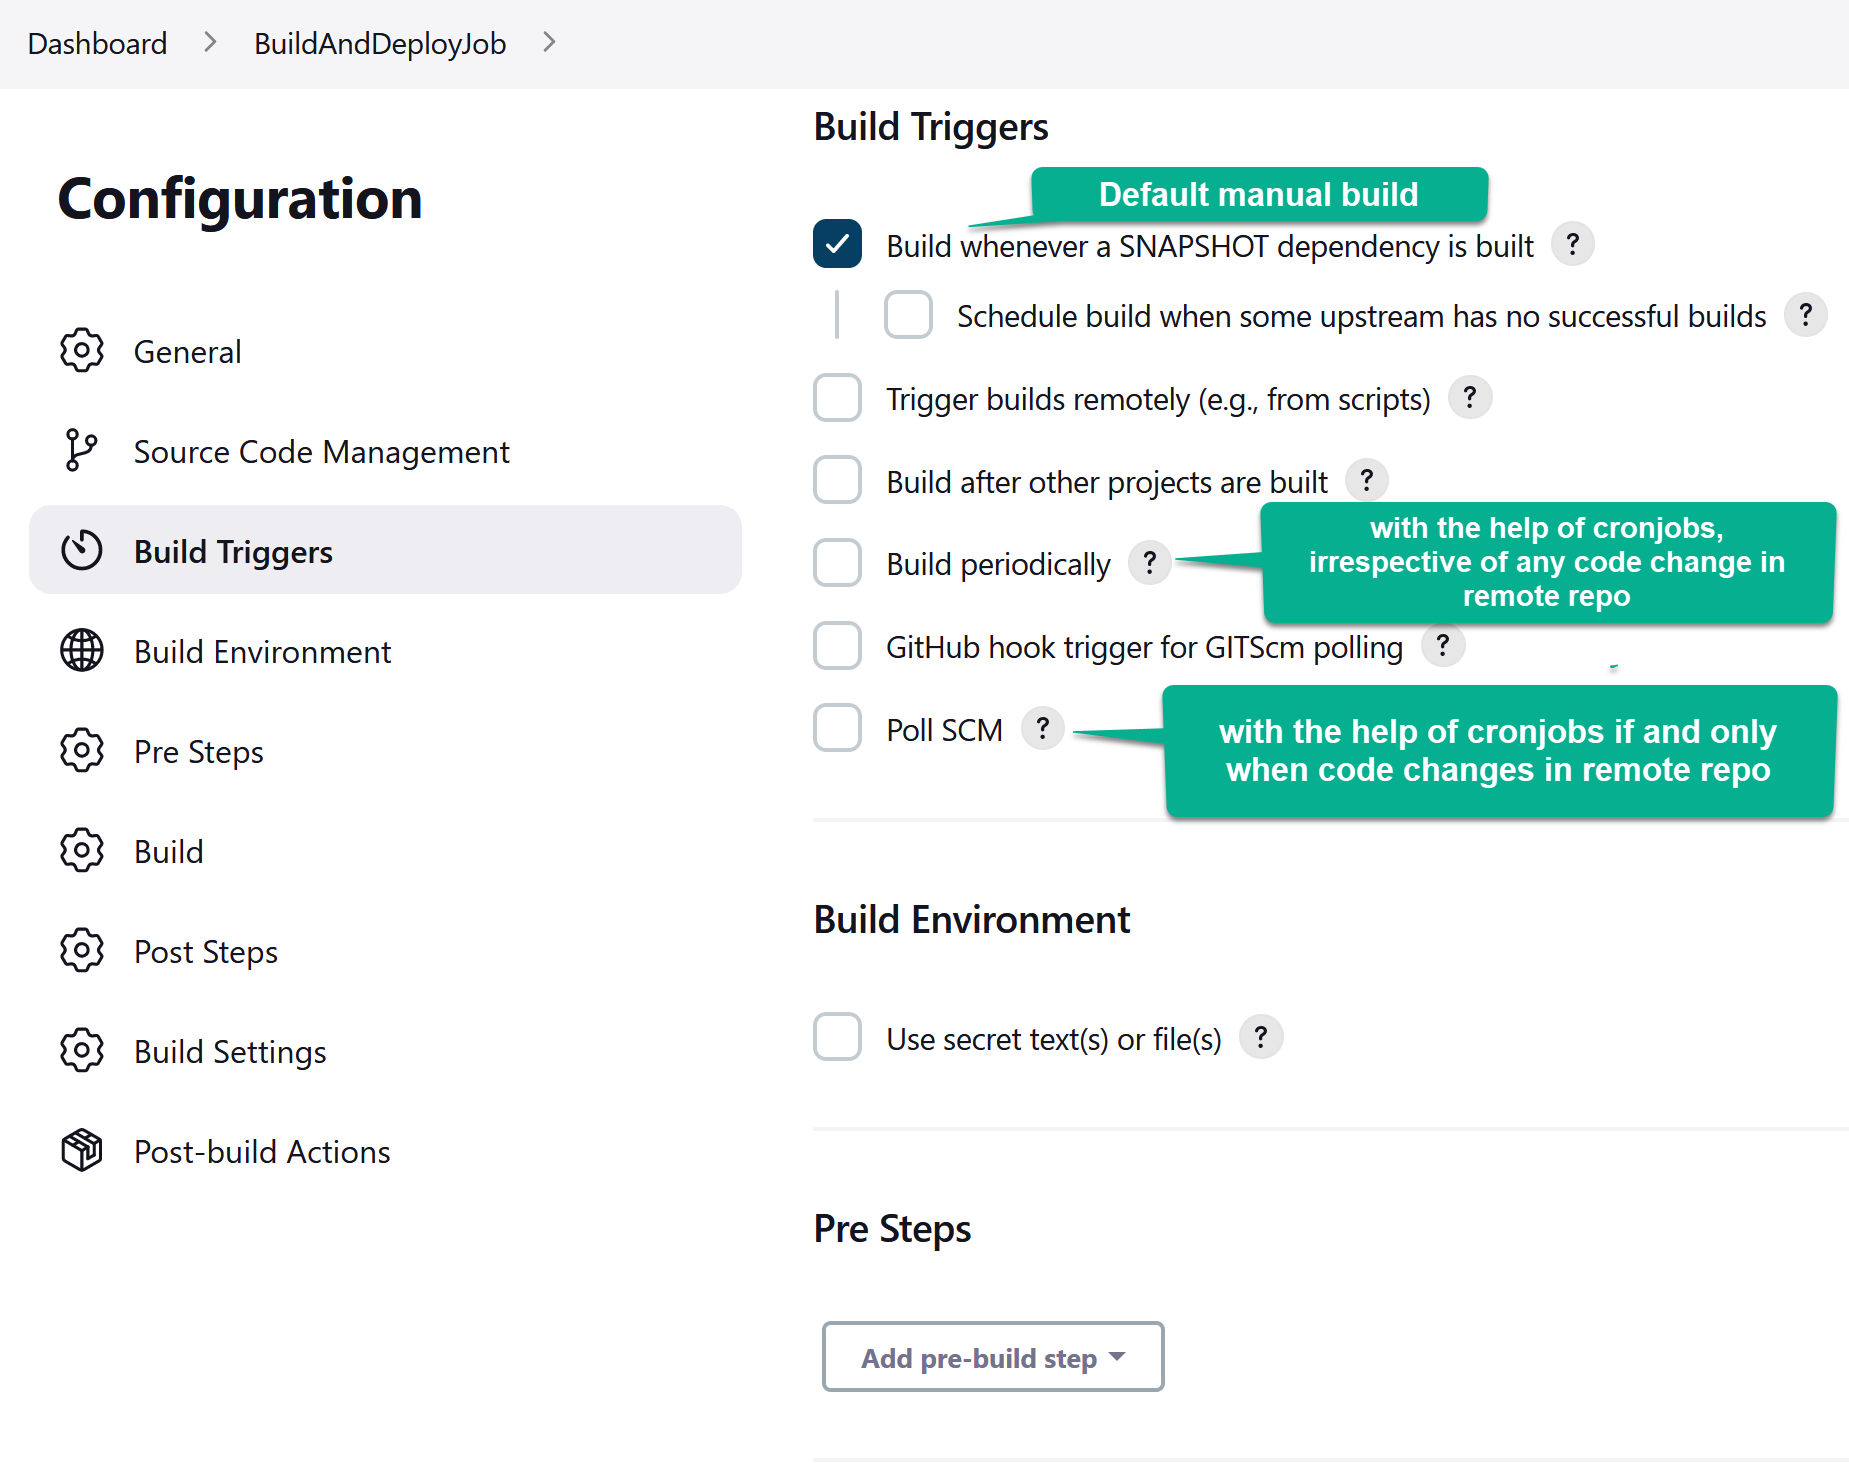 Dashboard > BuildAndDeployJob >
Configuration
General
Source Code Management
Build Triggers
Build Environment
Pre Steps
Build
Post Steps
Build Settings
Post-build Actions
Build Triggers
Default manual build
Build whenever a SNAPSHOT dependency is built ?
Schedule build when some upstream has no successful builds ?
Trigger builds remotely (e.g., from scripts) ?
Build after other projects are built ?
Build periodically ?
with the help of cronjobs,
irrespective of any code change in
remote repo
GitHub hook trigger for GITScm polling ?
Poll SCM ?
with the help of cronjobs if and only
when code changes in remote repo
Build Environment
Use secret text(s) or file(s) ?
Pre Steps
Add pre-build step